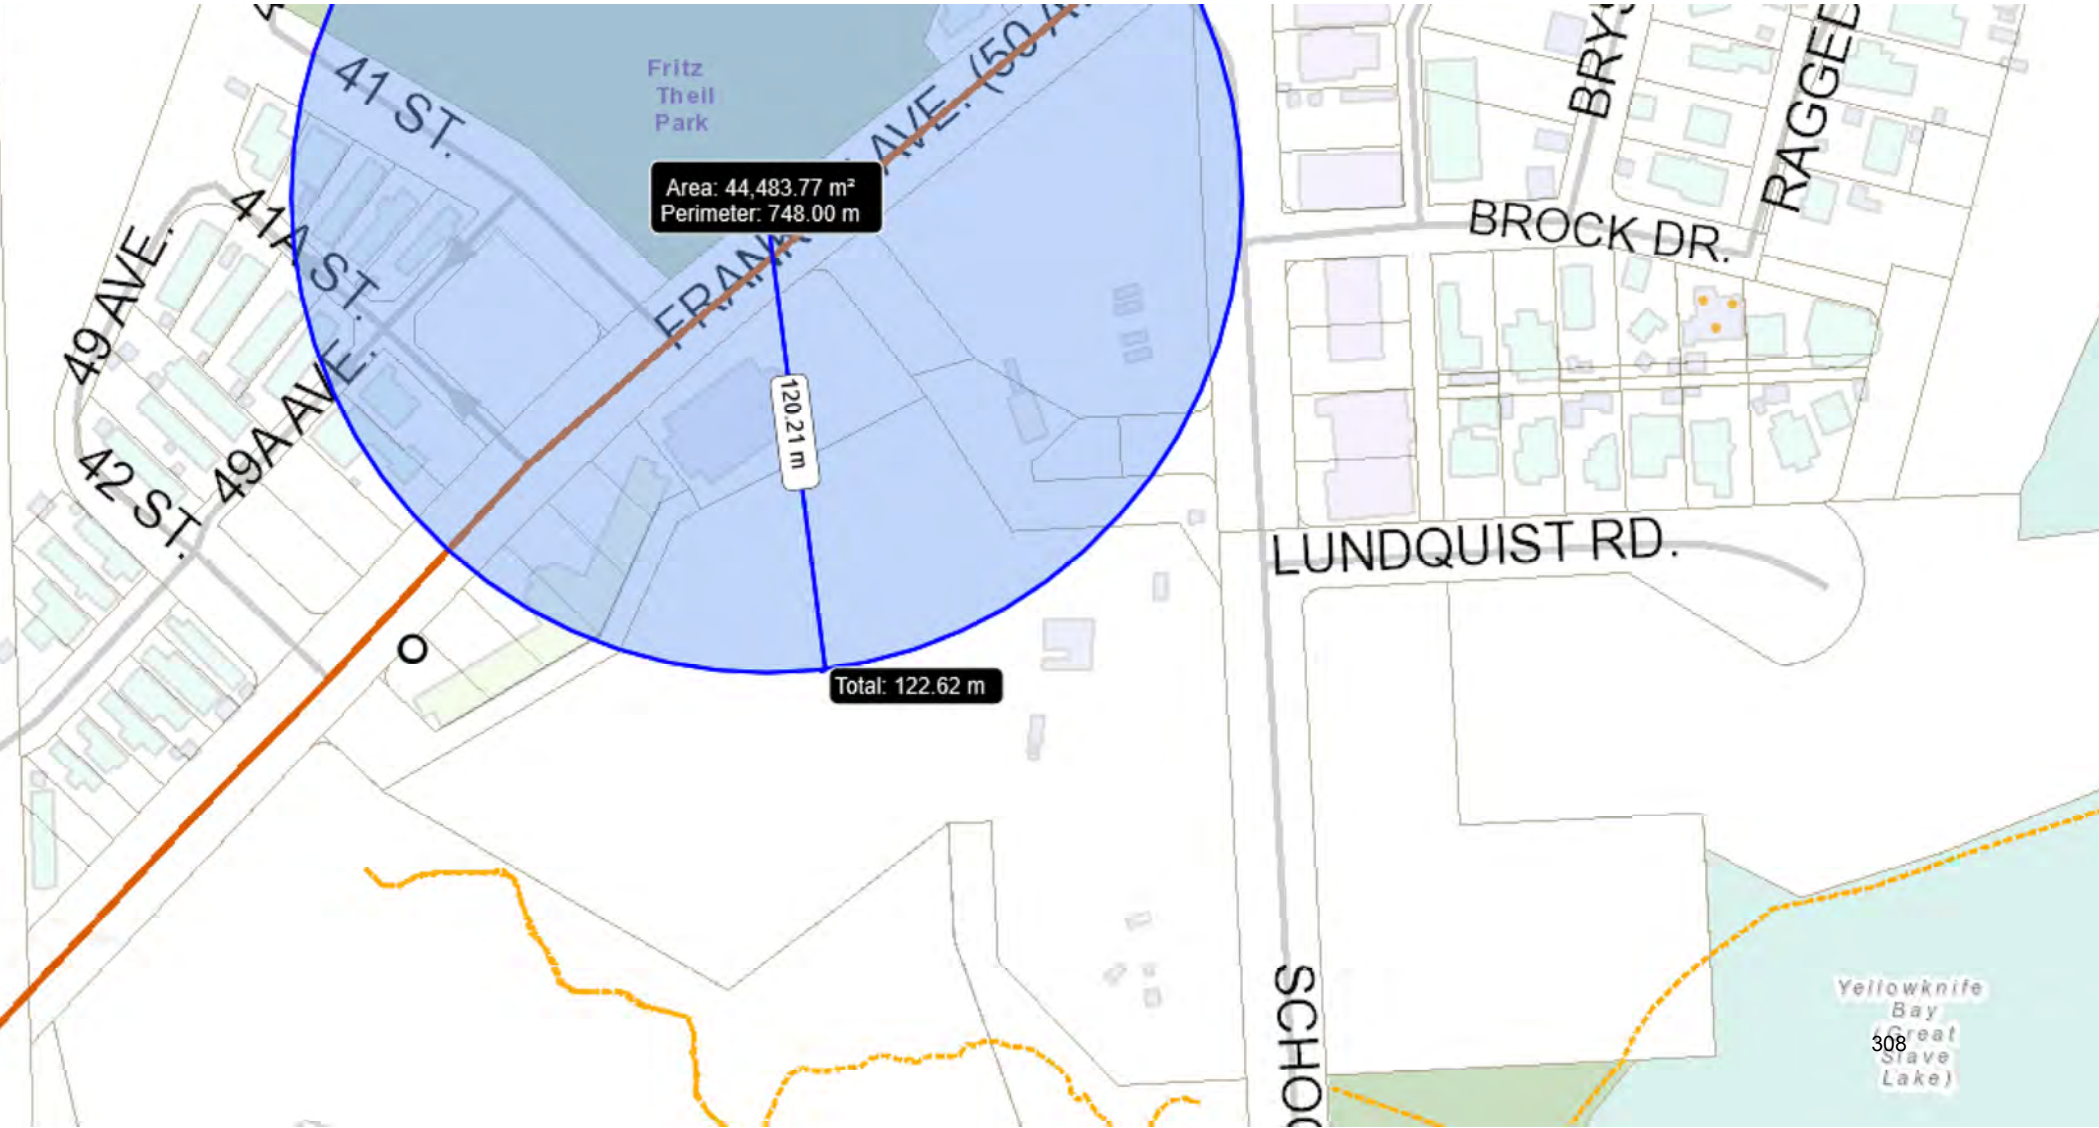 41 ST.
Fritz
Theil
Park
AVE. (50 A
BRYS
RAGGED
Area: 44,483.77 m²
Perimeter: 748.00 m
41A ST.
49 AVE.
FRANK
BROCK DR.
120.21 m
49A AVE.
42 ST.
LUNDQUIST RD.
Total: 122.62 m
SCHOO
Yellowknife
Bay
(Great
308
Slave
Lake)